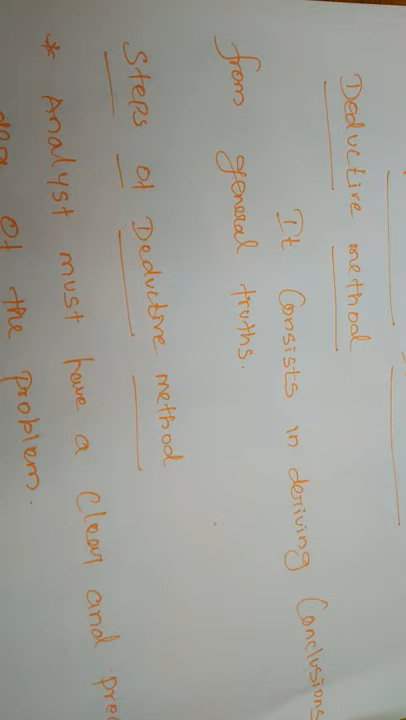 Deductive method
It Consists in deriving Conclusions
from general truths.
Steps of Deductive method
* Analyst must have a Clear and
of the problem.